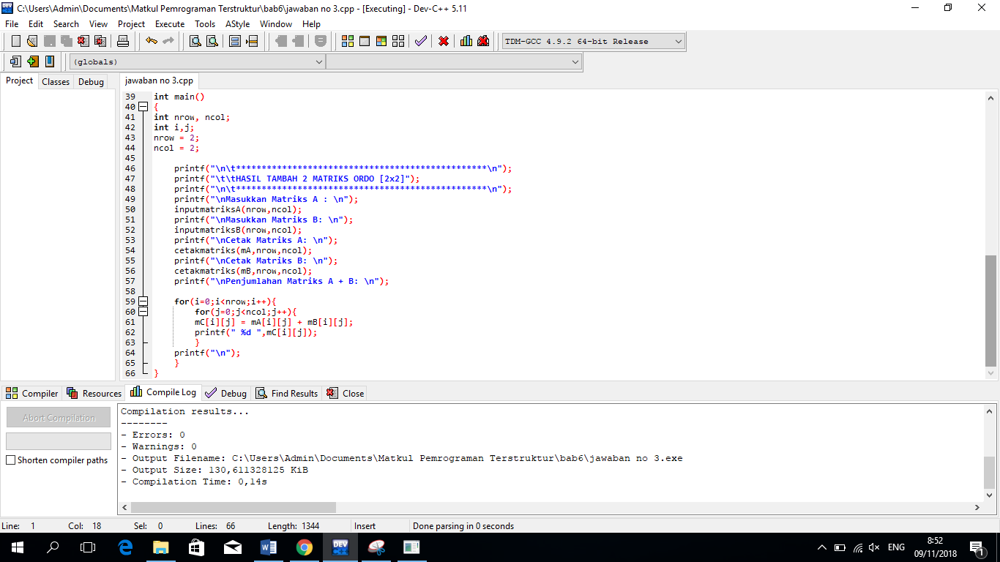 C:\Users\Admin\Documents\Matkul Pemrograman Terstruktur\bab6\jawaban no 3.cpp - [Executing] - Dev-C++ 5.11
File Edit Search View Project Execute Tools AStyle Window Help
TDM-GCC 4.9.2 64-bit Release
(globals)
Project Classes Debug
jawaban no 3.cpp
39 int main()
40 {
41 int nrow, ncol;
42 int i,j;
43 nrow = 2;
44 ncol = 2;
45
46 printf("\n\t*************************************************\n");
47 printf("\t\tHASIL TAMBAH 2 MATRIKS ORDO [2x2]");
48 printf("\n\t*************************************************\n");
49 printf("\nMasukkan Matriks A : \n");
50 inputmatriksA(nrow,ncol);
51 printf("\nMasukkan Matriks B: \n");
52 inputmatriksB(nrow,ncol);
53 printf("\nCetak Matriks A: \n");
54 cetakmatriks(mA,nrow,ncol);
55 printf("\nCetak Matriks B: \n");
56 cetakmatriks(mB,nrow,ncol);
57 printf("\nPenjumlahan Matriks A + B: \n");
58
59 for(i=0;i<nrow;i++){
60 for(j=0;j<ncol;j++){
61 mC[i][j] = mA[i][j] + mB[i][j];
62 printf(" %d ",mC[i][j]);
63 }
64 printf("\n");
65 }
66 }
Compiler Resources Compile Log Debug Find Results Close
Abort Compilation
Shorten compiler paths
Compilation results...
--------
- Errors: 0
- Warnings: 0
- Output Filename: C:\Users\Admin\Documents\Matkul Pemrograman Terstruktur\bab6\jawaban no 3.exe
- Output Size: 130,611328125 KiB
- Compilation Time: 0,14s
Line: 1 Col: 18 Sel: 0 Lines: 66 Length: 1344 Insert Done parsing in 0 seconds
DEV
ENG
8:52
09/11/2018
1